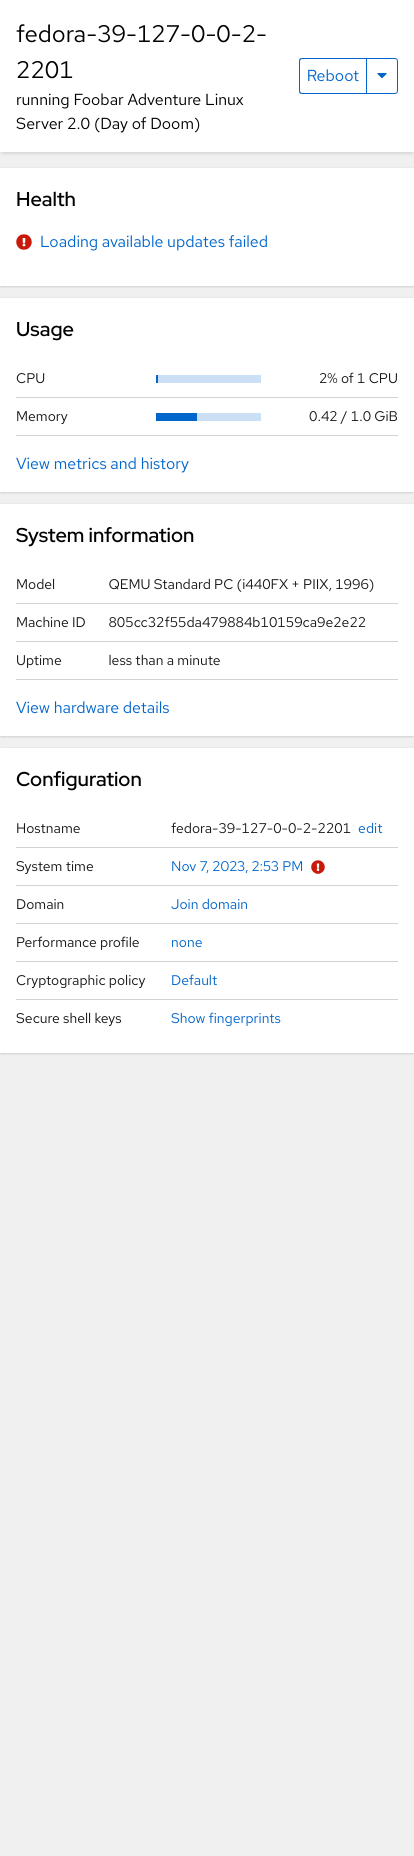 fedora-39-127-0-0-2-
2201
running Foobar Adventure Linux
Server 2.0 (Day of Doom)
Reboot
Health
Loading available updates failed
Usage
CPU 2% of 1 CPU
Memory 0.42 / 1.0 GiB
View metrics and history
System information
Model QEMU Standard PC (i440FX + PIIX, 1996)
Machine ID 805cc32f55da479884b10159ca9e2e22
Uptime less than a minute
View hardware details
Configuration
Hostname fedora-39-127-0-0-2-2201 edit
System time Nov 7, 2023, 2:53 PM
Domain Join domain
Performance profile none
Cryptographic policy Default
Secure shell keys Show fingerprints